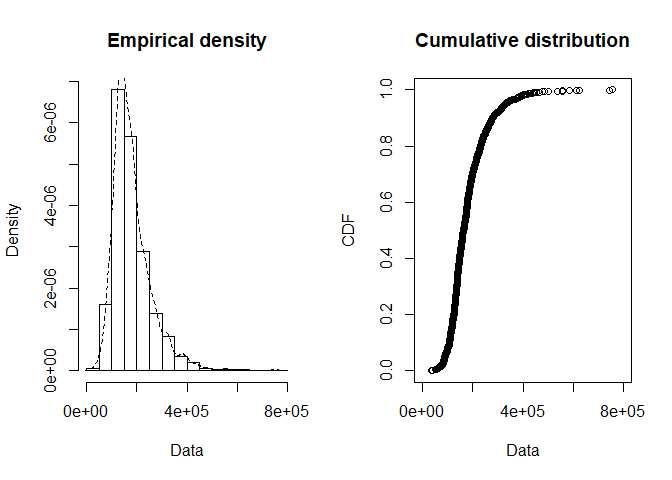 Empirical density
Density
0e+00
2e-06
4e-06
6e-06
0e+00
4e+05
8e+05
Data
Cumulative distribution
CDF
0.0
0.2
0.4
0.6
0.8
1.0
0e+00
4e+05
8e+05
Data